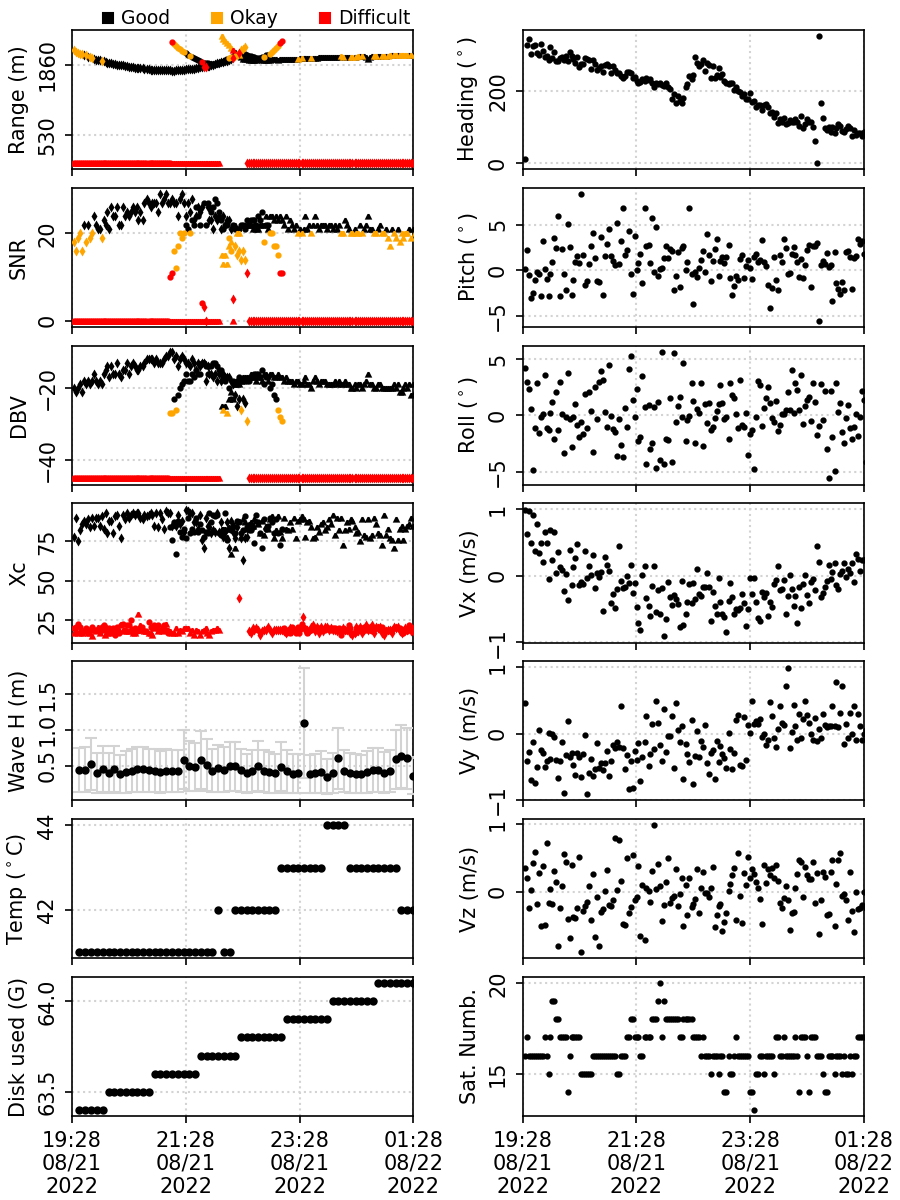 Good Okay Difficult
Range (m)
1860
530
Heading (°)
200
0
SNR
20
0
Pitch (°)
5
0
−5
DBV
−20
−40
Roll (°)
5
0
−5
Xc
75
50
25
Vx (m/s)
1
0
−1
Wave H (m)
1.5
1.0
0.5
Vy (m/s)
1
0
−1
Temp (°C)
44
42
Vz (m/s)
1
0
Disk used (G)
64.0
63.5
Sat. Numb.
20
15
19:28 21:28 23:28 01:28
08/21 08/21 08/21 08/22
2022 2022 2022 2022
19:28 21:28 23:28 01:28
08/21 08/21 08/21 08/22
2022 2022 2022 2022